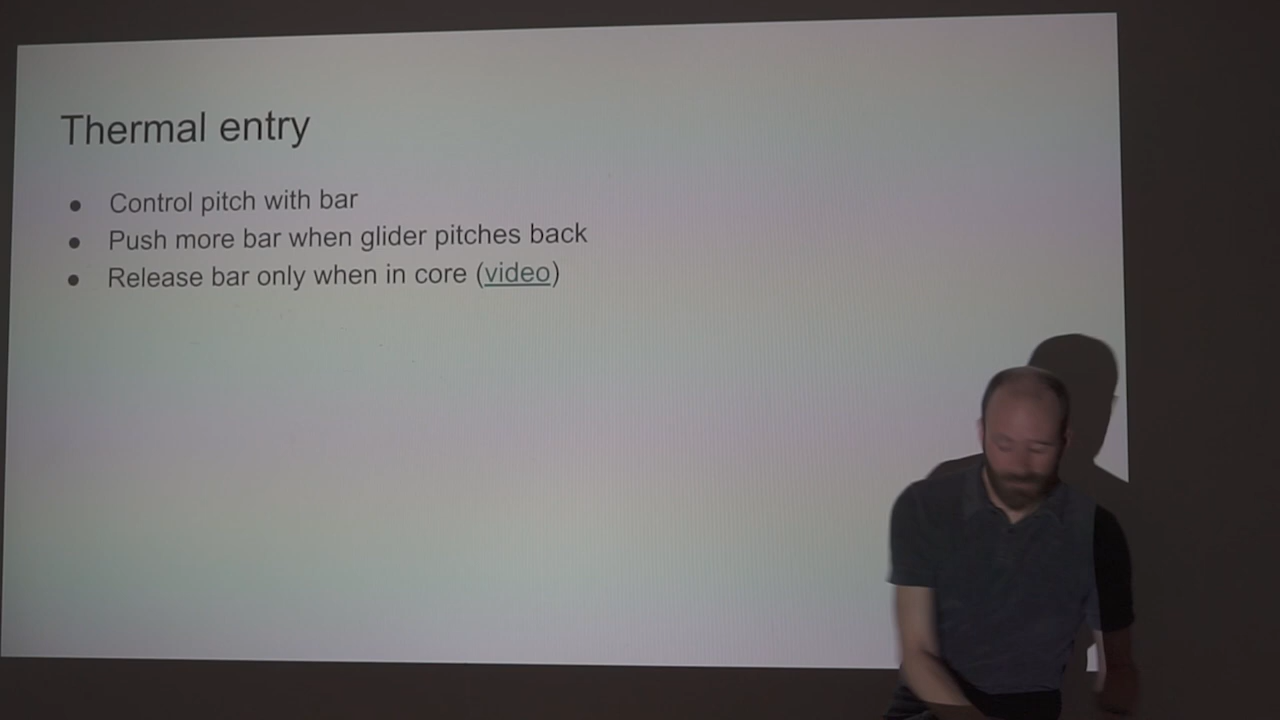 Thermal entry
● Control pitch with bar
● Push more bar when glider pitches back
● Release bar only when in core (video)